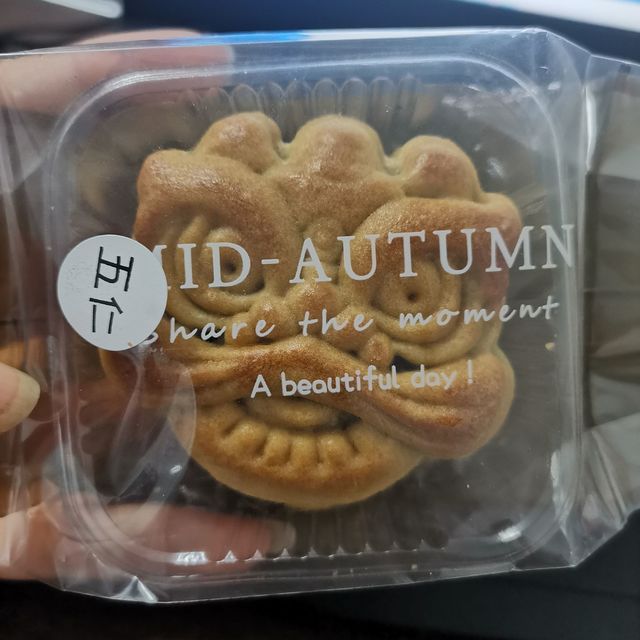 五仁
MID-AUTUMN
Share the moment
A beautiful day !